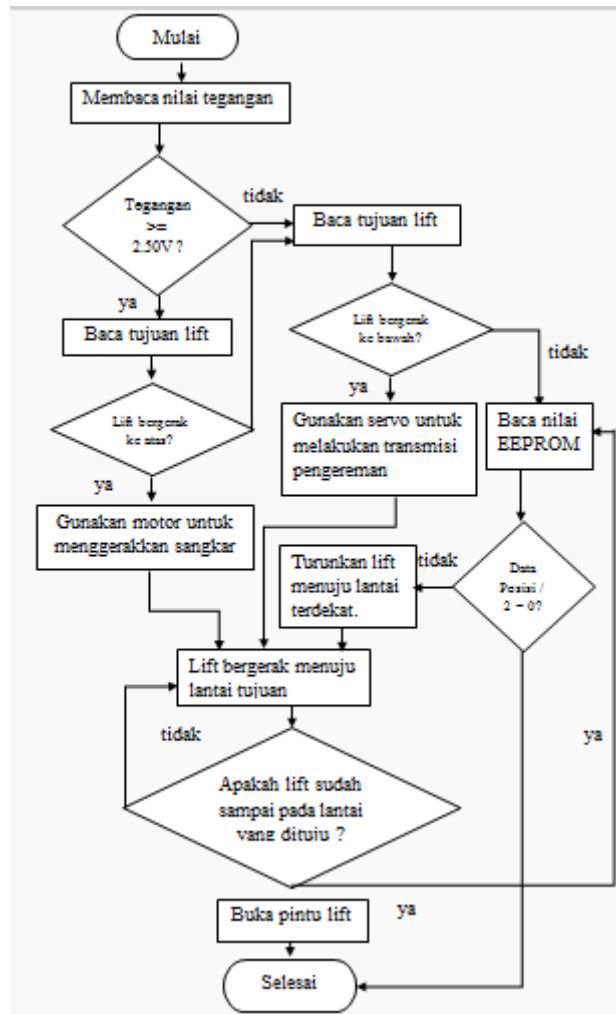 Mulai
Membaca nilai tegangan
Tegangan
>=
2.50V ?
tidak
ya
Baca tujuan lift
Baca tujuan lift
Lift bergerak
ke bawah?
tidak
ya
Lift bergerak
ke atas?
ya
Gunakan servo untuk
melakukan transmisi
pengereman
Baca nilai
EEPROM
Gunakan motor untuk
menggerakkan sangkar
Turunkan lift
menuju lantai
terdekat.
tidak
Data
Posisi /
2 = 0?
Lift bergerak menuju
lantai tujuan
tidak
ya
Apakah lift sudah
sampai pada lantai
yang dituju ?
Buka pintu lift
ya
Selesai